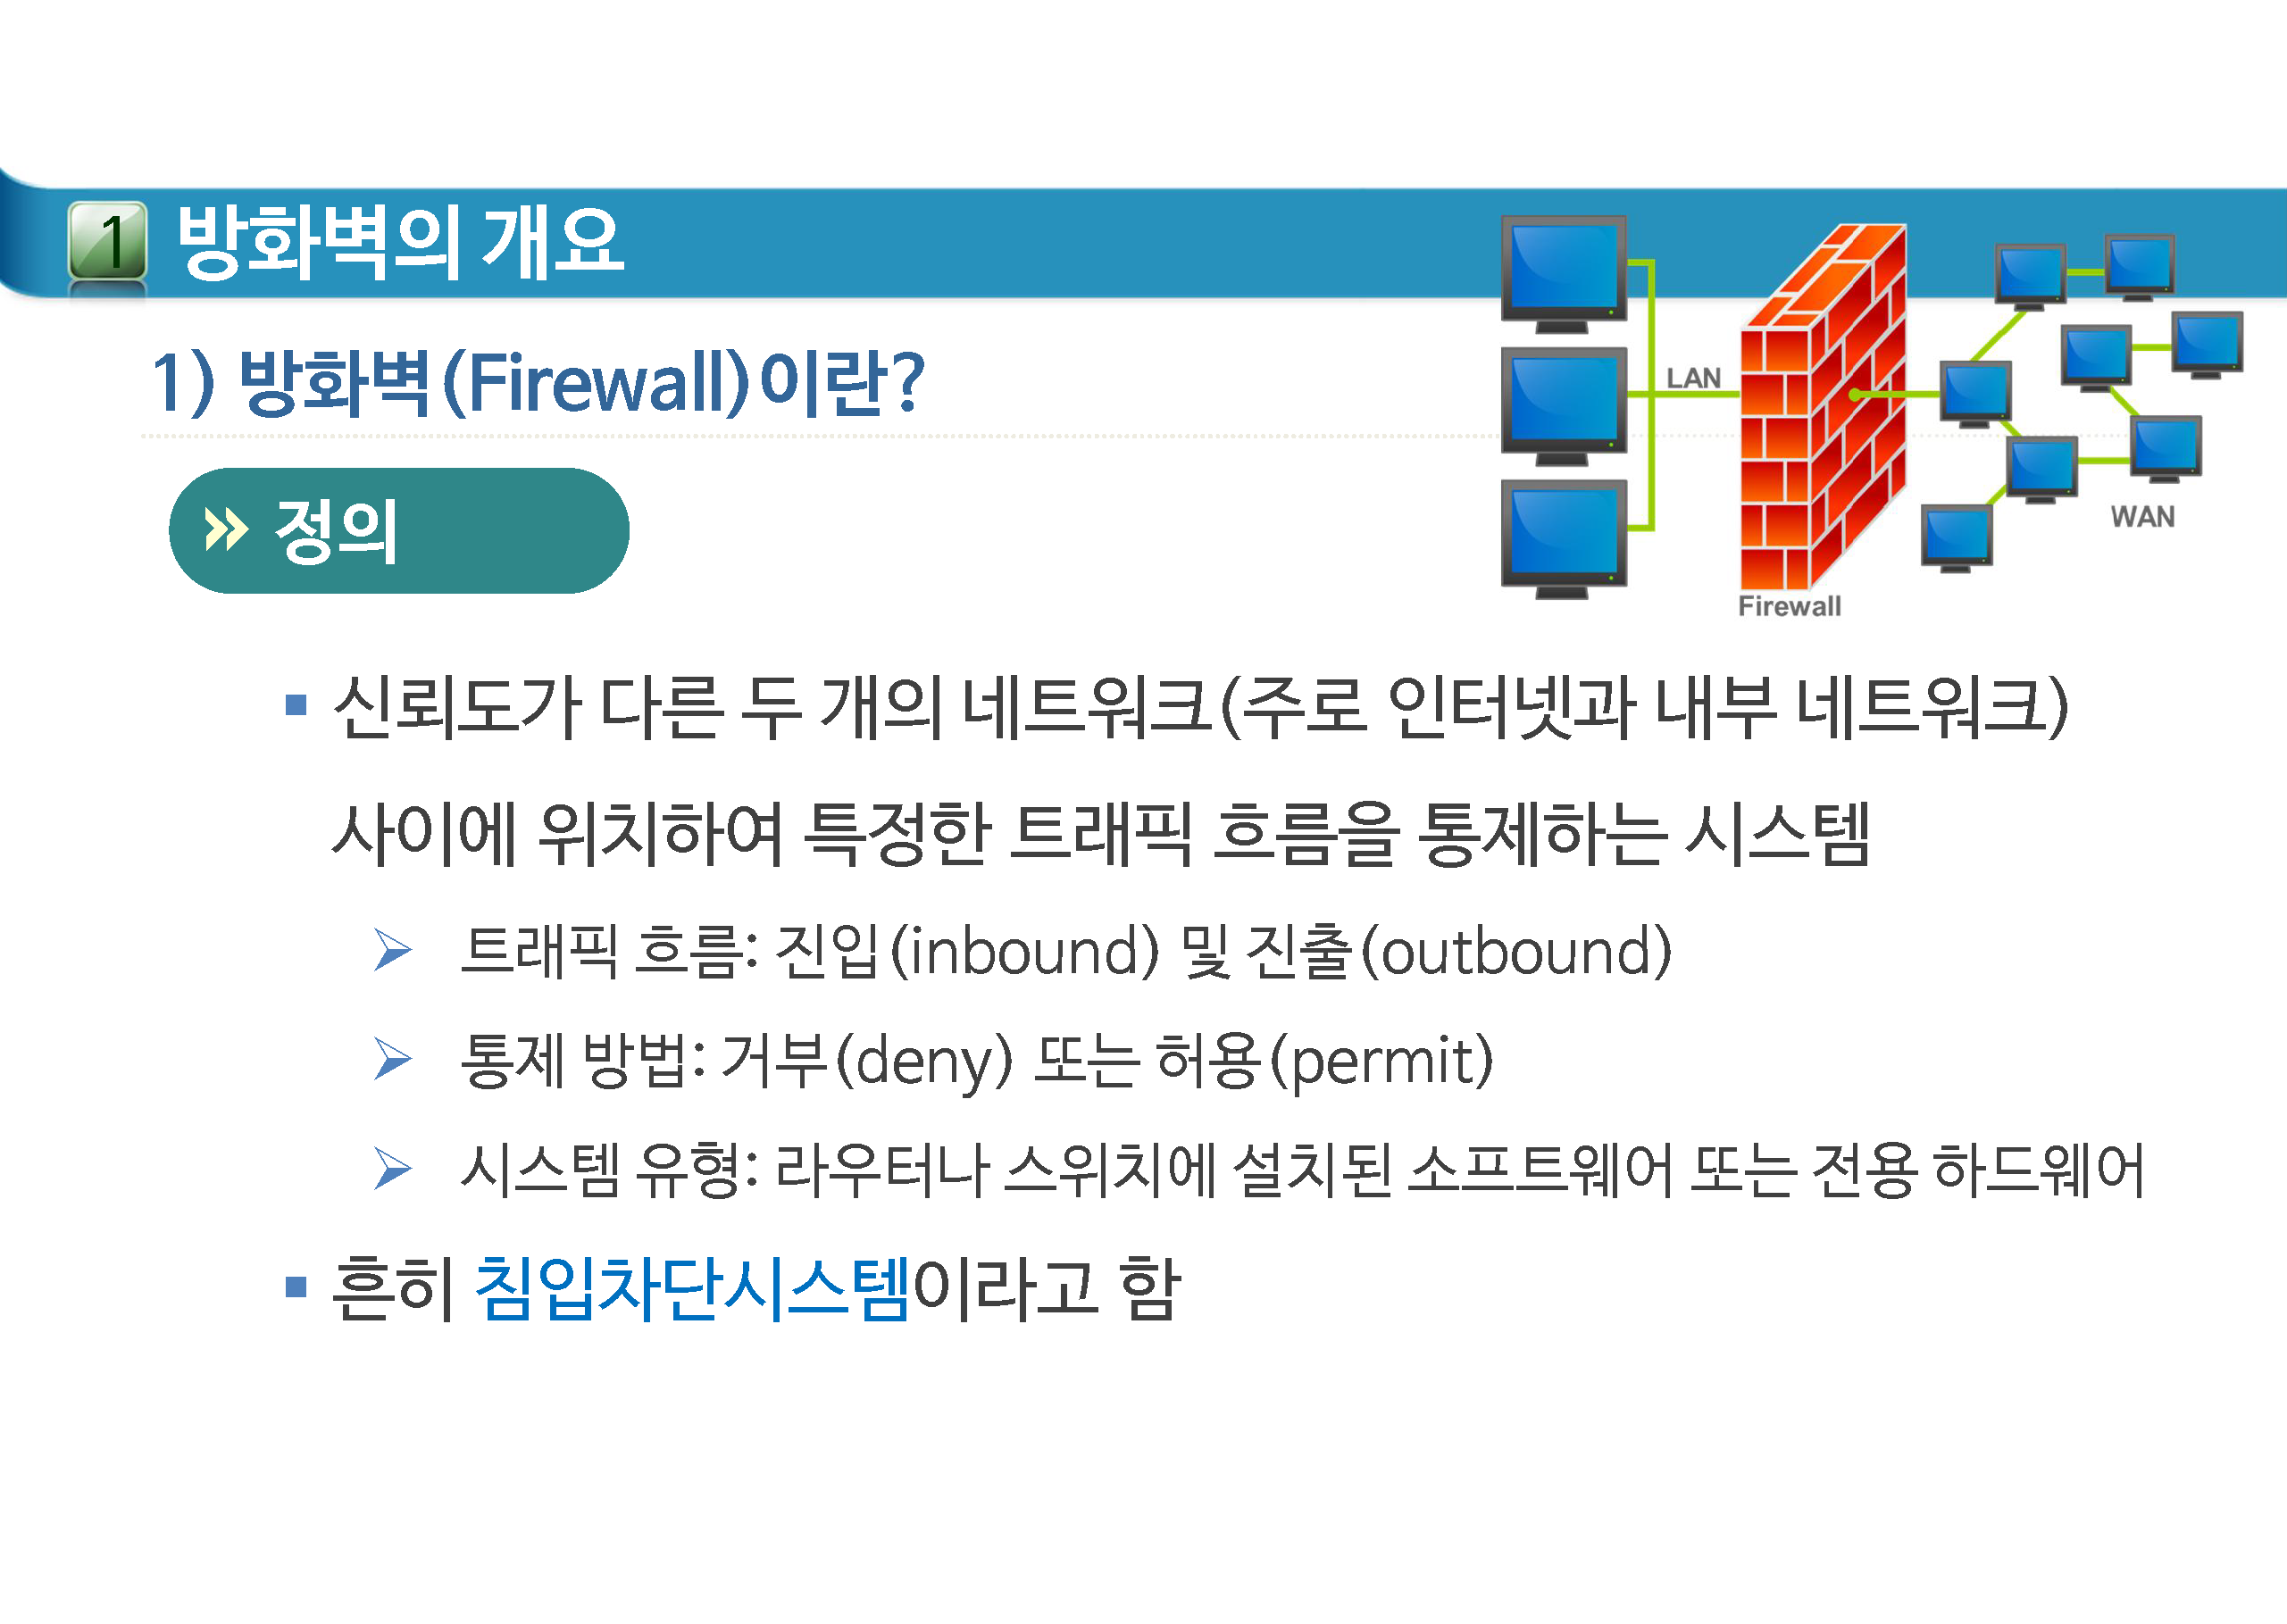 1 방화벽의 개요
1) 방화벽(Firewall)이란?
» 정의
LAN
Firewall
WAN
▪ 신뢰도가 다른 두 개의 네트워크(주로 인터넷과 내부 네트워크)
사이에 위치하여 특정한 트래픽 흐름을 통제하는 시스템
➢ 트래픽 흐름: 진입(inbound) 및 진출(outbound)
➢ 통제 방법: 거부(deny) 또는 허용(permit)
➢ 시스템 유형: 라우터나 스위치에 설치된 소프트웨어 또는 전용 하드웨어
▪ 흔히 침입차단시스템이라고 함